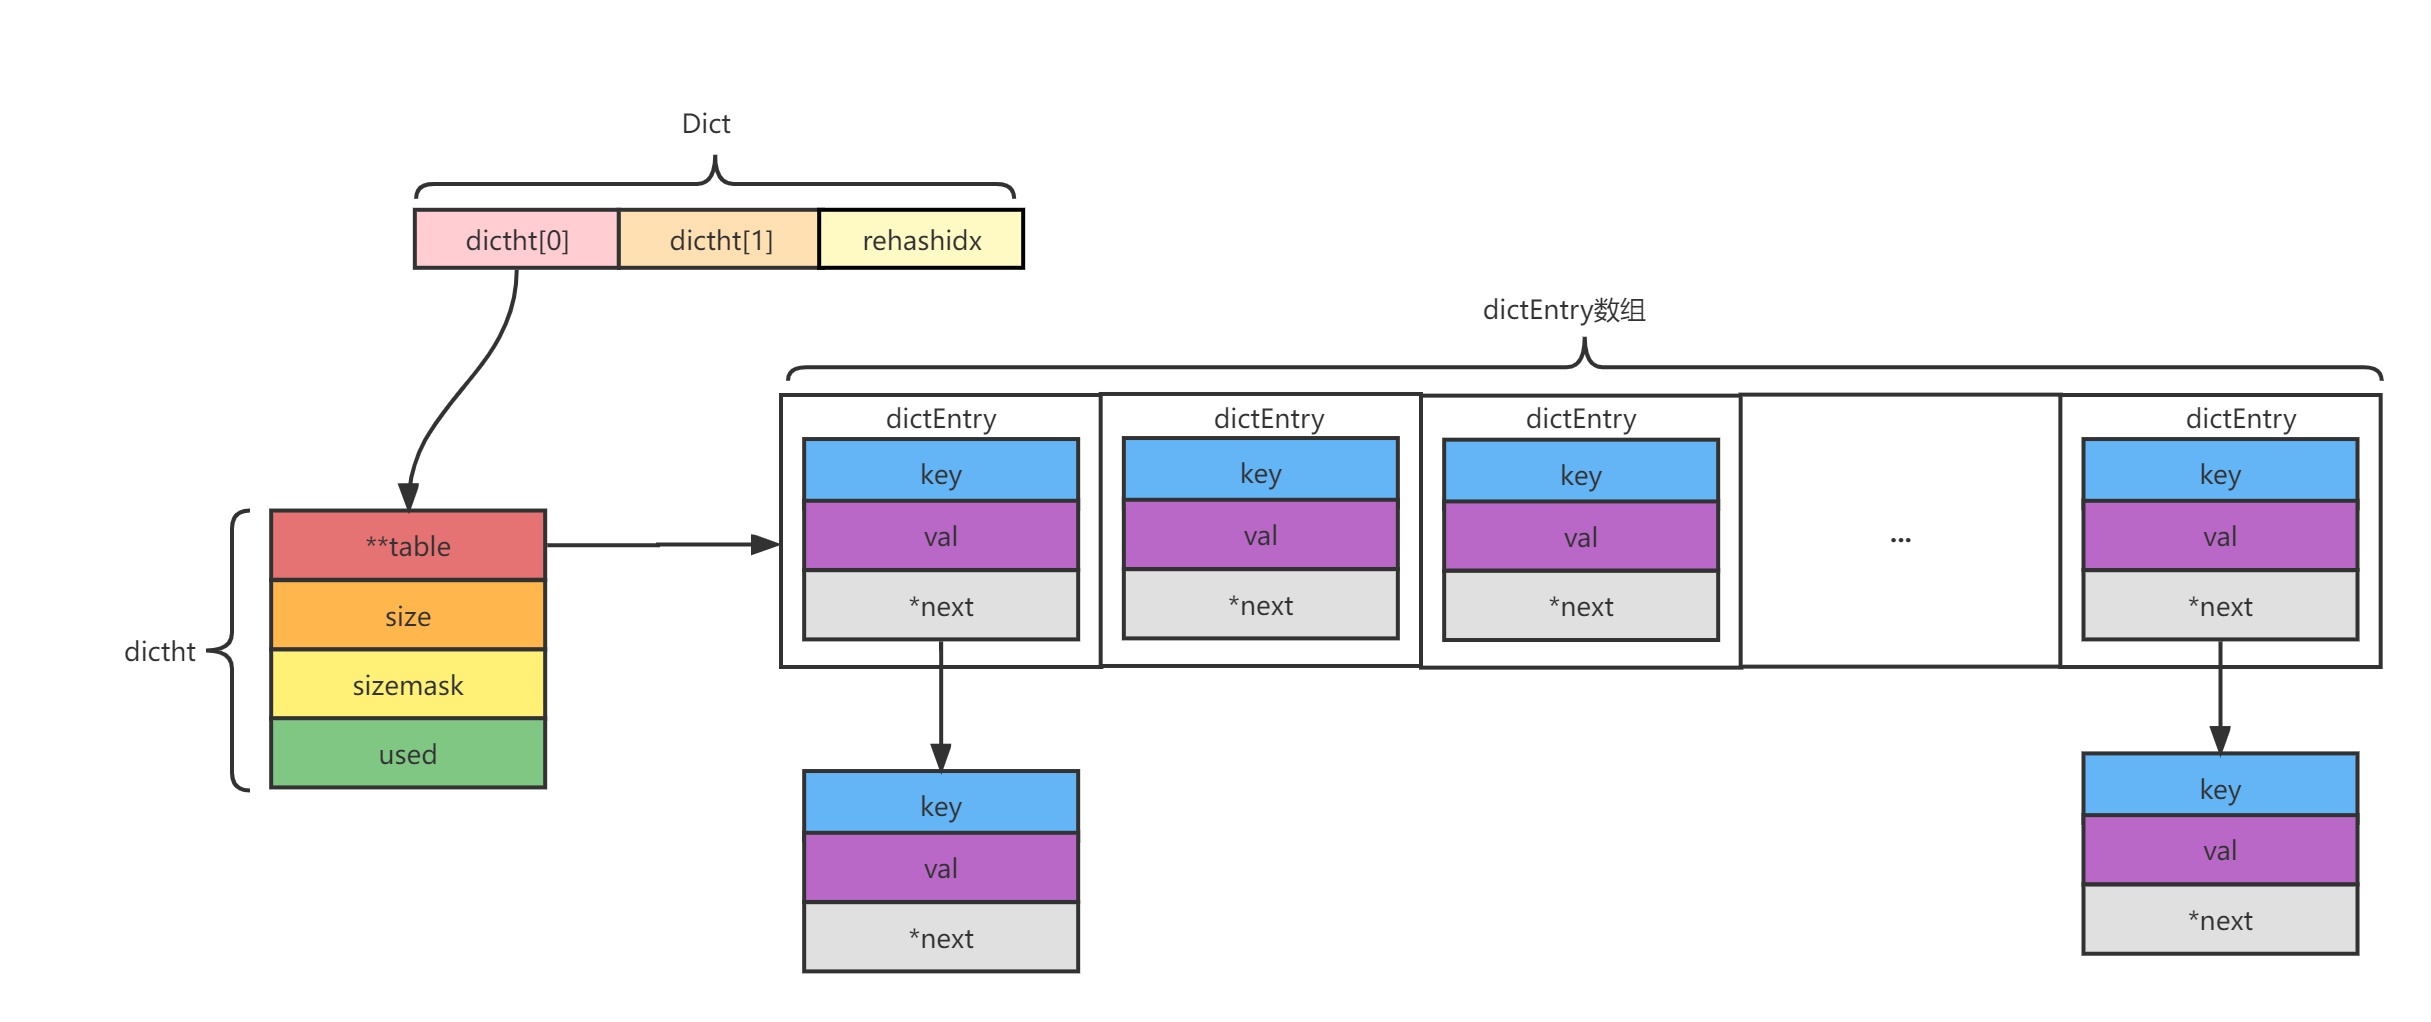 Dict
dictht[0]
dictht[1]
rehashidx
dictEntry数组
dictEntry
dictEntry
dictEntry
dictEntry
key
key
key
key
val
val
val
...
val
*next
*next
*next
*next
dictht
**table
size
sizemask
used
key
val
*next
key
val
*next